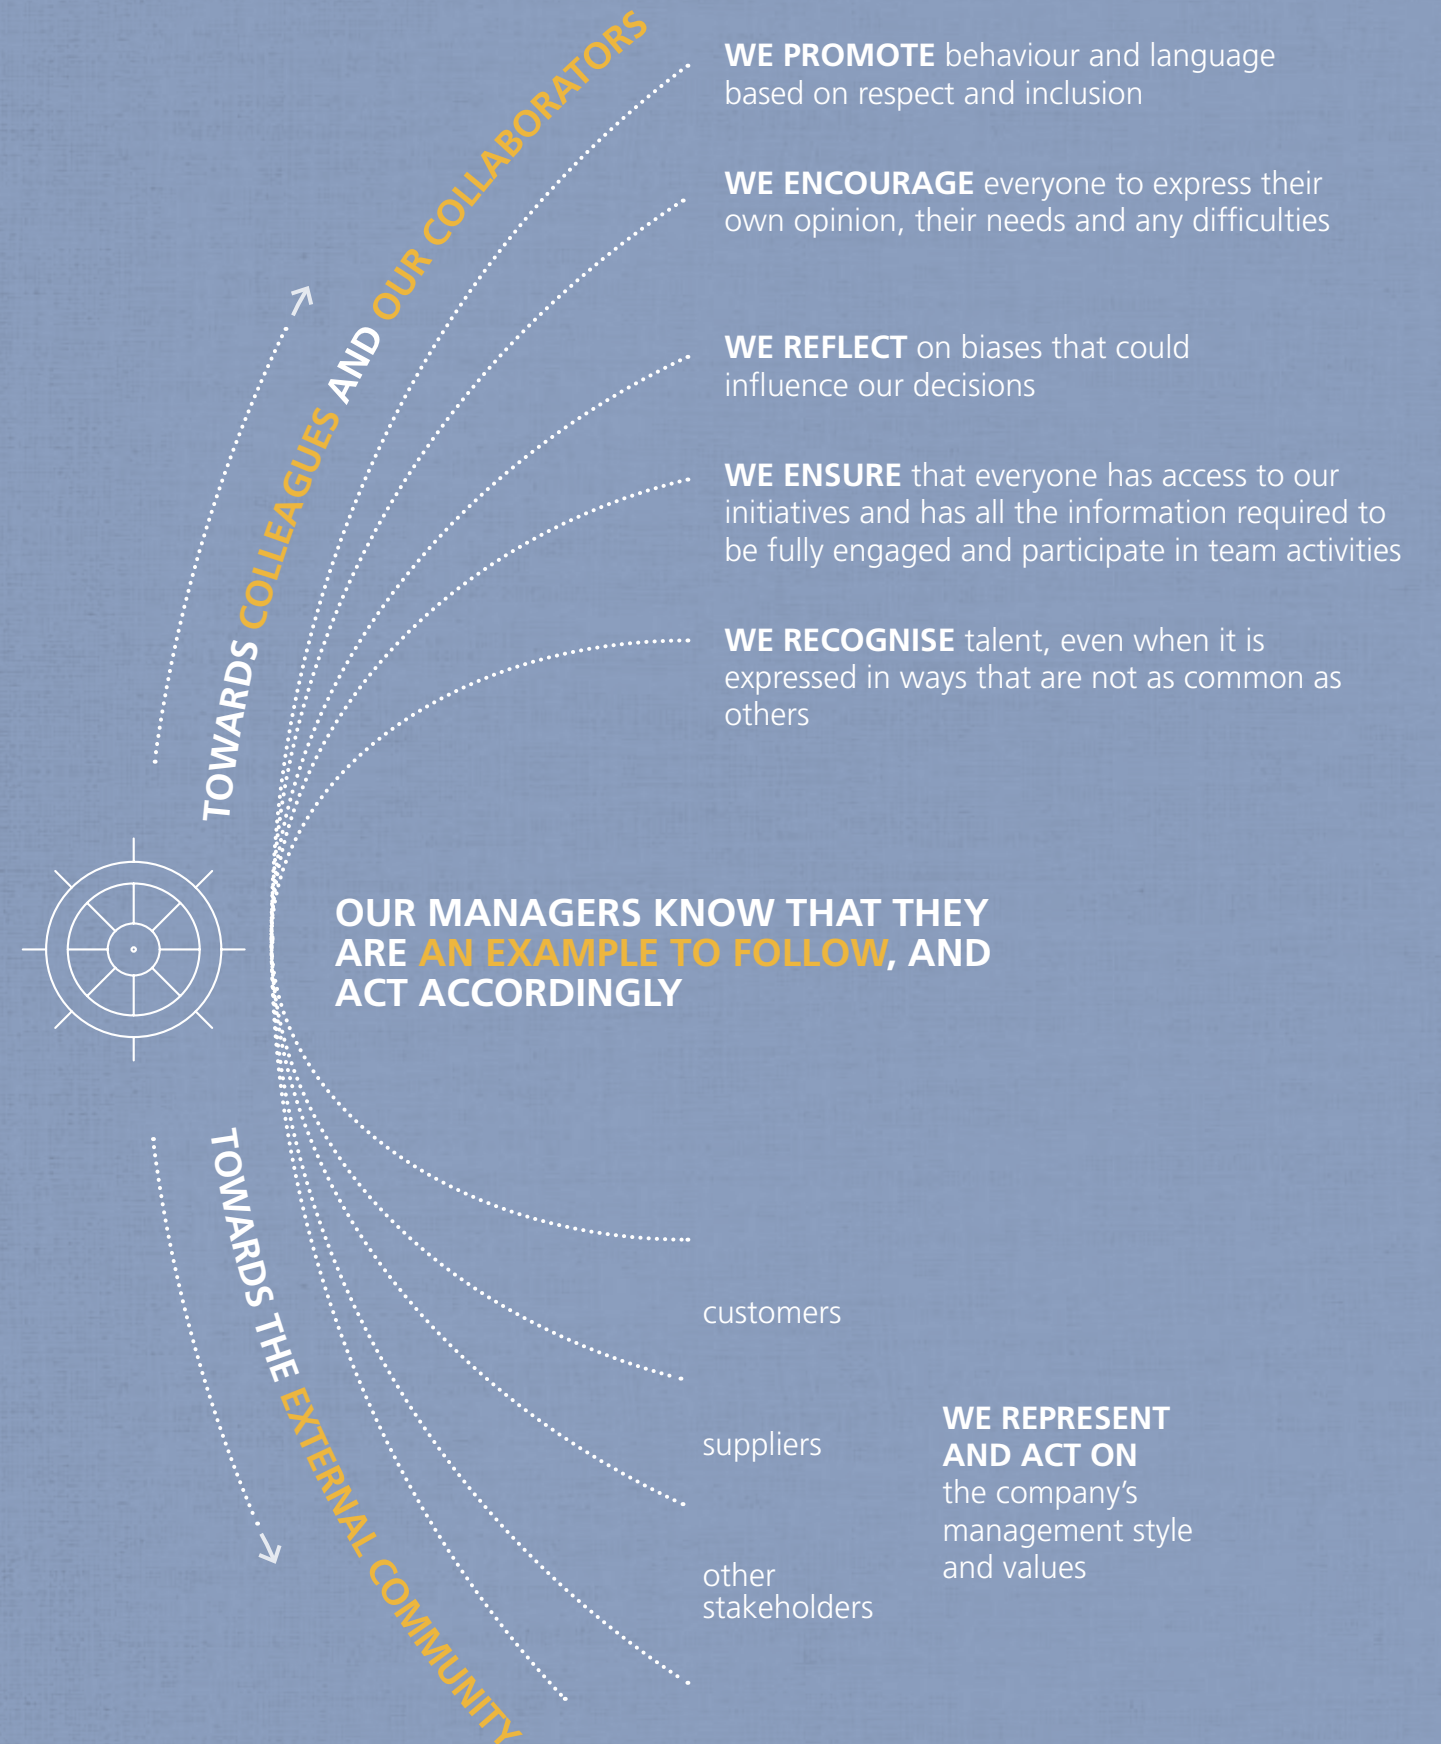 TOWARDS COLLEAGUES AND OUR COLLABORATORS
WE PROMOTE behaviour and language
based on respect and inclusion
WE ENCOURAGE everyone to express their
own opinion, their needs and any difficulties
WE REFLECT on biases that could
influence our decisions
WE ENSURE that everyone has access to our
initiatives and has all the information required to
be fully engaged and participate in team activities
WE RECOGNISE talent, even when it is
expressed in ways that are not as common as
others
OUR MANAGERS KNOW THAT THEY
ARE AN EXAMPLE TO FOLLOW, AND
ACT ACCORDINGLY
TOWARDS THE EXTERNAL COMMUNITY
customers
suppliers
other
stakeholders
WE REPRESENT
AND ACT ON
the company’s
management style
and values